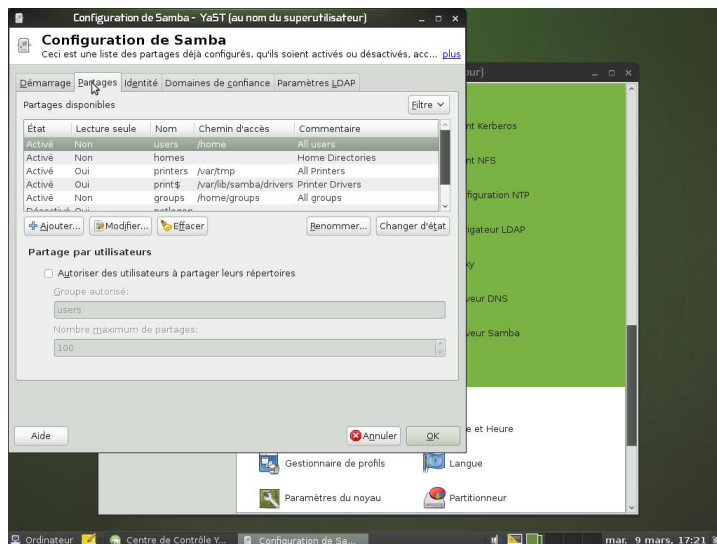 Configuration de Samba - YaST (au nom du superutilisateur)
Configuration de Samba
Ceci est une liste des partages déjà configurés, qu'ils soient activés ou désactivés, acc... plus
Démarrage Partages Identité Domaines de confiance Paramètres LDAP
Partages disponibles Filtre
État Lecture seule Nom Chemin d'accès Commentaire
Activé Non users /home All users
Activé Non homes Home Directories
Activé Oui printers /var/tmp All Printers
Activé Oui print$ /var/lib/samba/drivers Printer Drivers
Activé Non groups /home/groups All groups
Désactivé Oui netlogon
Ajouter... Modifier... Effacer Renommer... Changer d'état
Partage par utilisateurs
Autoriser des utilisateurs à partager leurs répertoires
Groupe autorisé:
users
Nombre maximum de partages:
100
Aide Annuler OK
eur)
nt Kerberos
nt NFS
figuration NTP
igateur LDAP
xy
veur DNS
veur Samba
e et Heure
Gestionnaire de profils Langue
Paramètres du noyau Partitionneur
Ordinateur Centre de Contrôle Y... Configuration de Sa... mar. 9 mars, 17:21